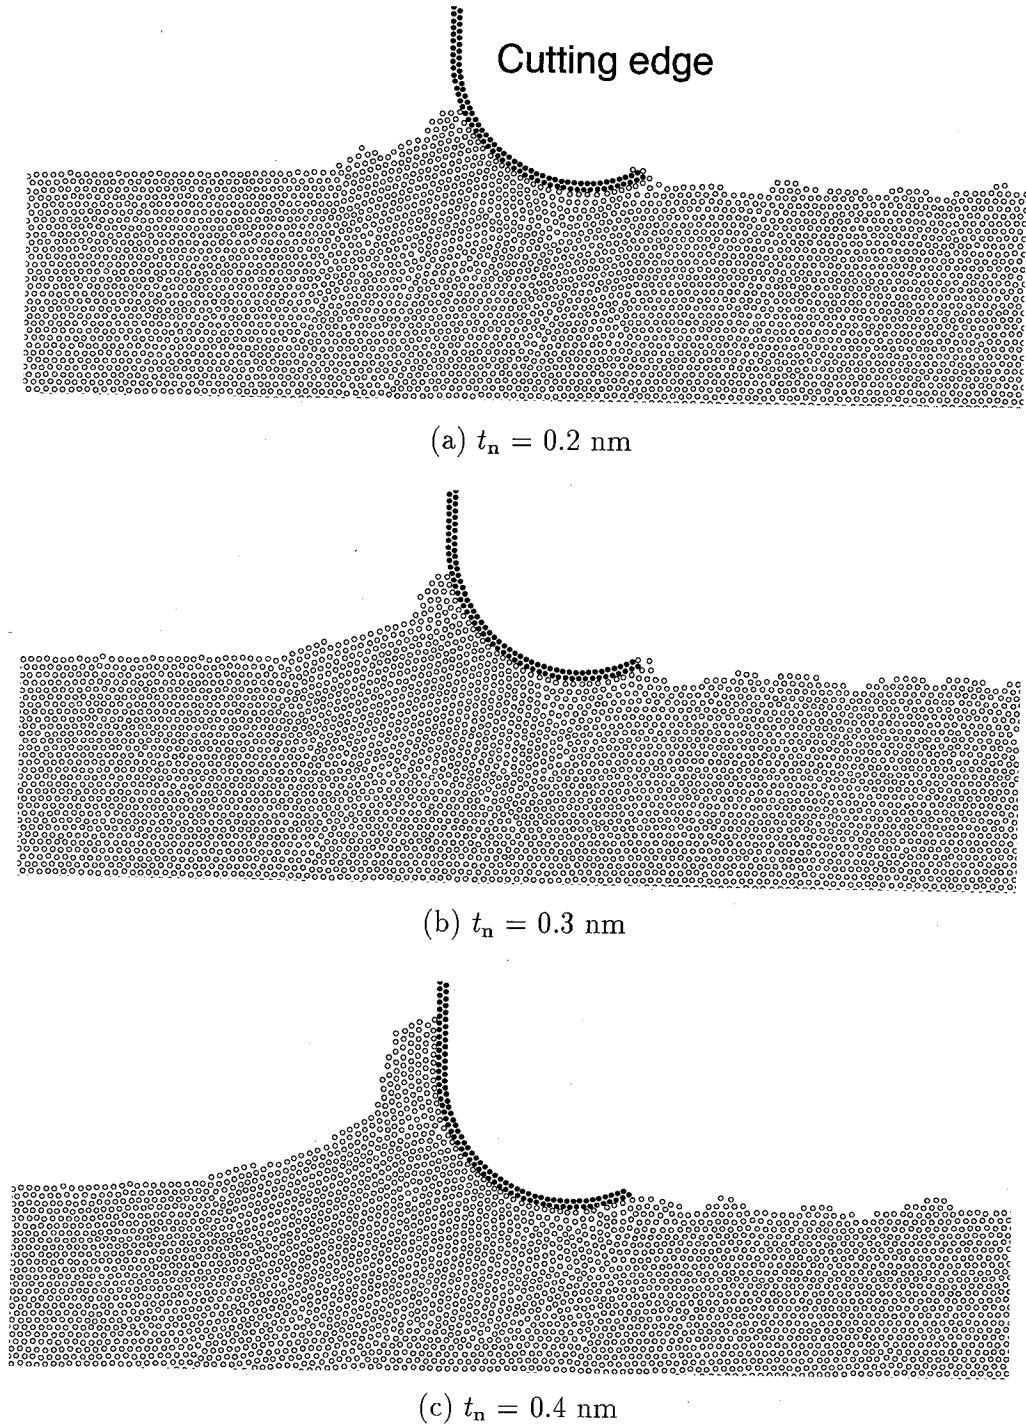 Cutting edge
(a) tn = 0.2 nm
(b) tn = 0.3 nm
(c) tn = 0.4 nm